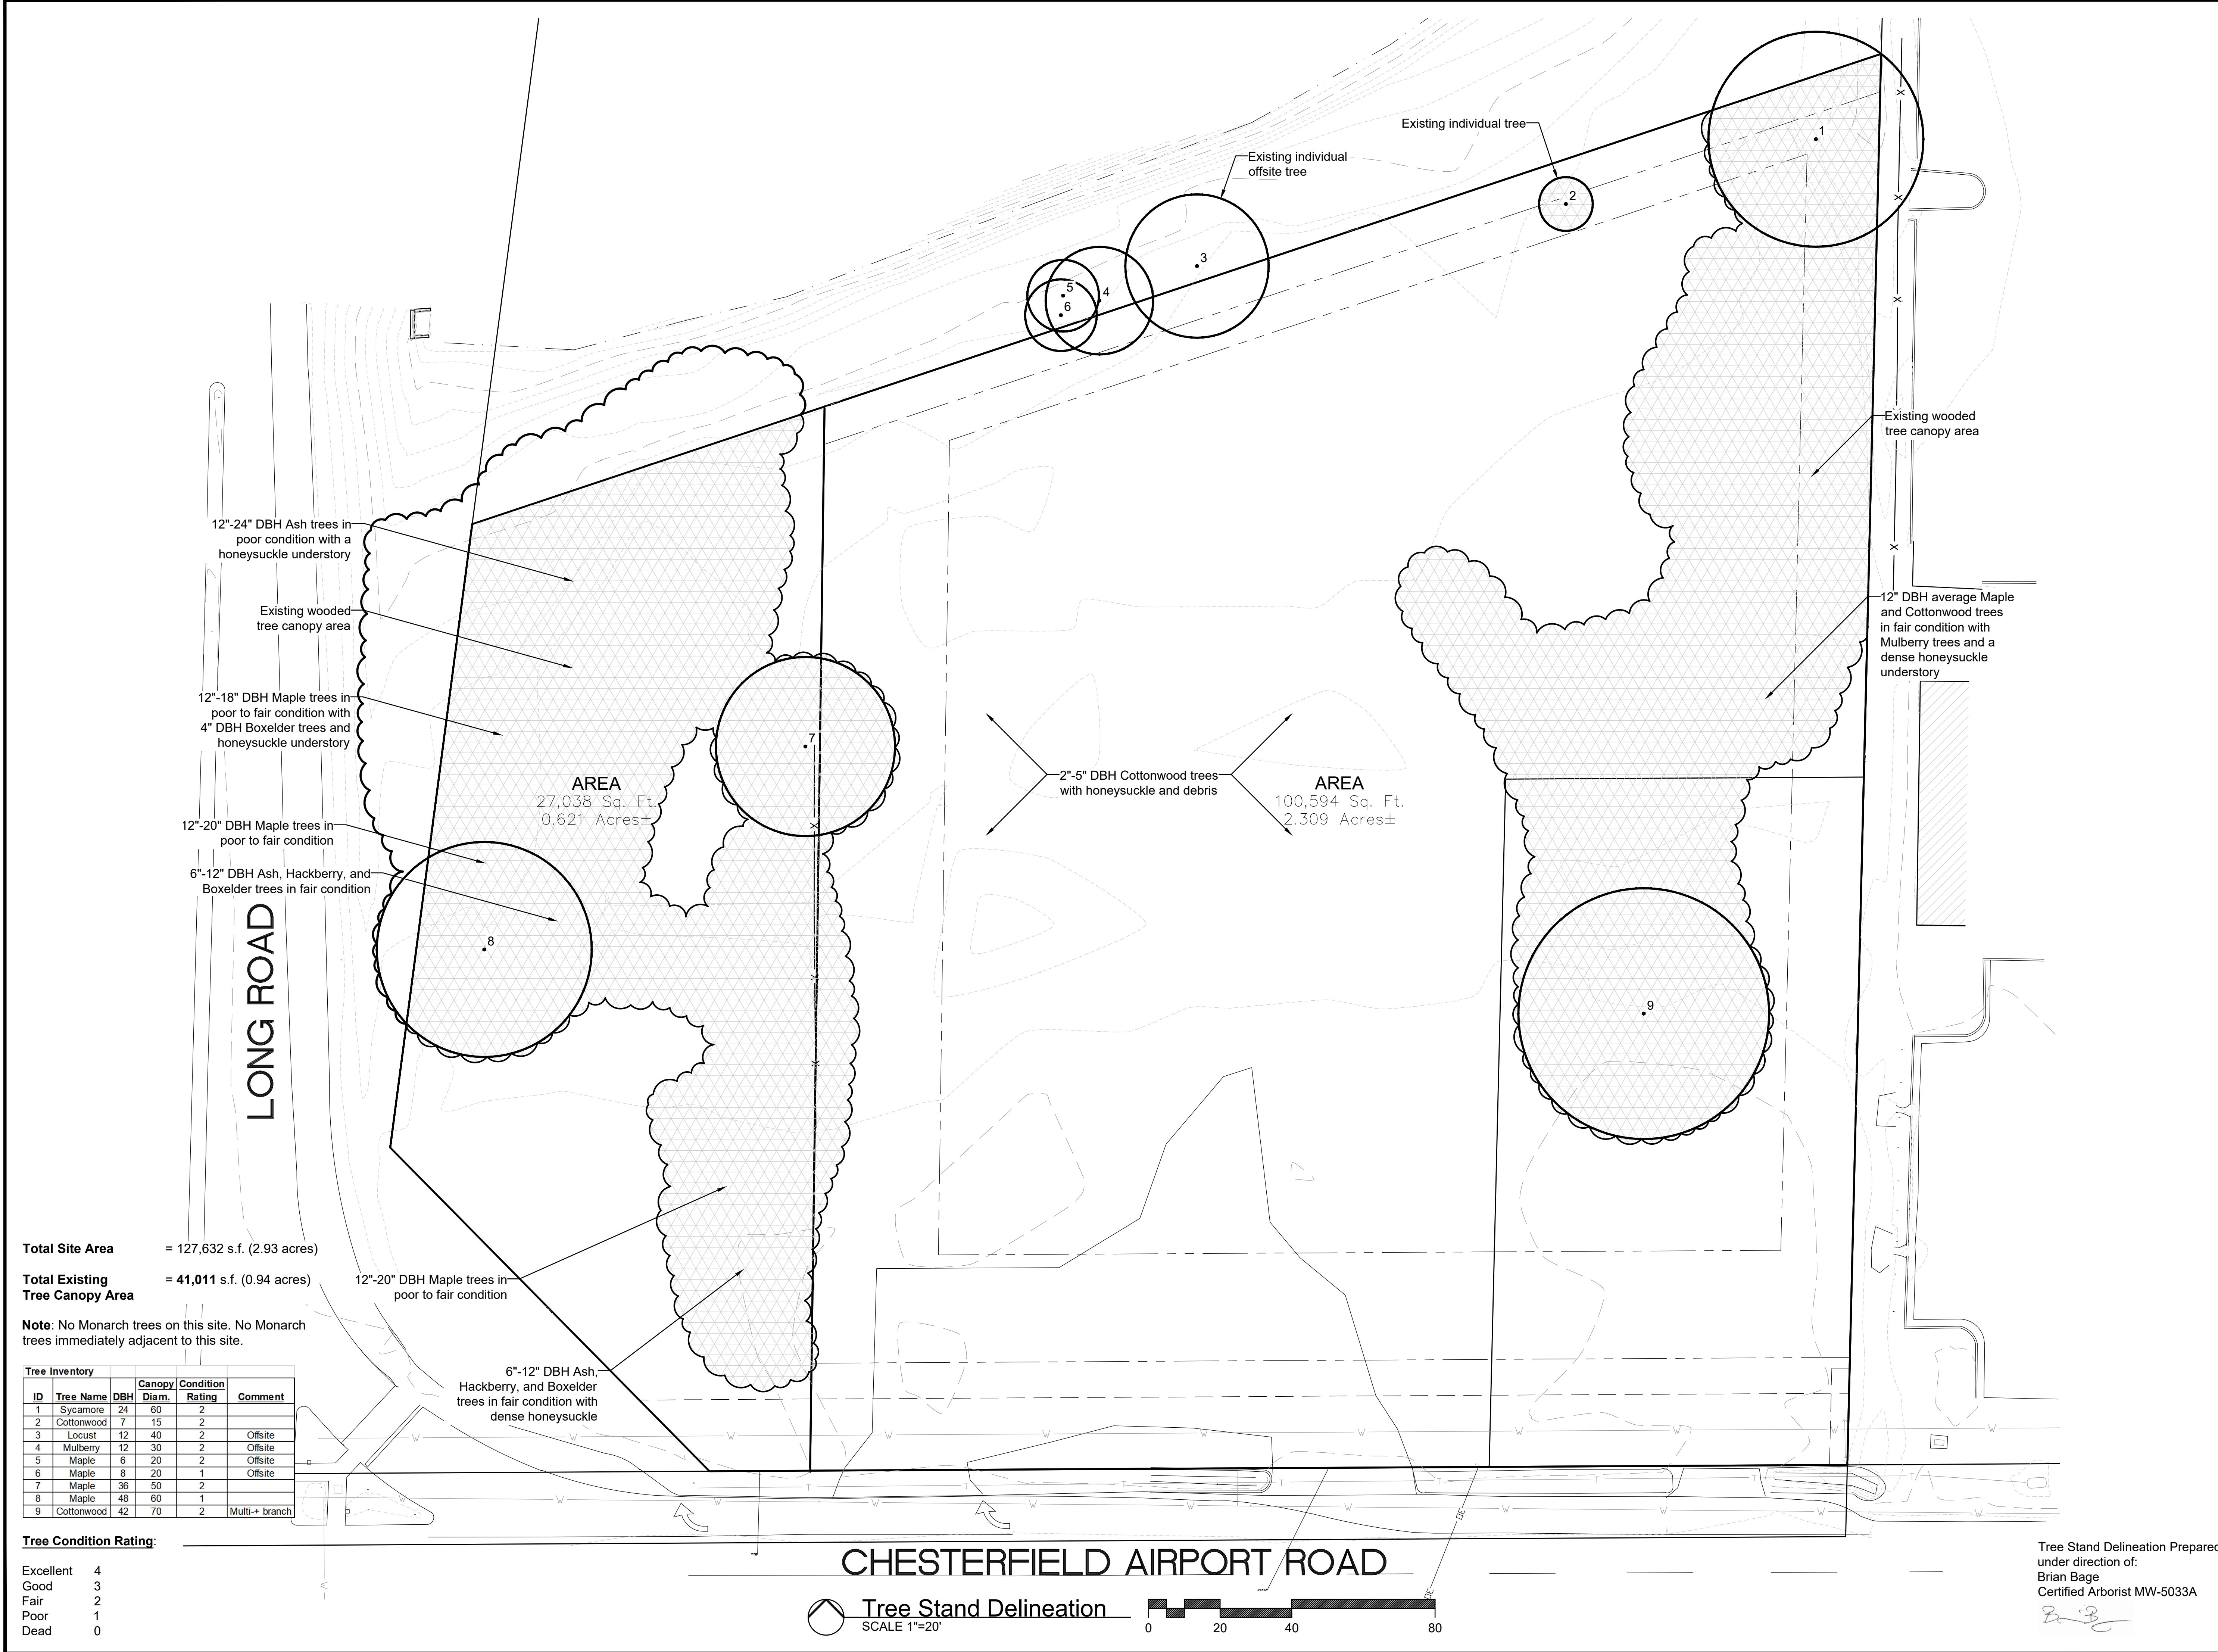 Existing individual tree
1
Existing individual
offsite tree
2
3
5
4
6
Existing wooded
tree canopy area
12"-24" DBH Ash trees in
poor condition with a
honeysuckle understory
Existing wooded
tree canopy area
12" DBH average Maple
and Cottonwood trees
in fair condition with
Mulberry trees and a
dense honeysuckle
understory
12"-18" DBH Maple trees in
poor to fair condition with
4" DBH Boxelder trees and
honeysuckle understory
7
AREA
27,038 Sq. Ft.
0.621 Acres±
2"-5" DBH Cottonwood trees
with honeysuckle and debris
AREA
100,594 Sq. Ft.
2.309 Acres±
12"-20" DBH Maple trees in
poor to fair condition
6"-12" DBH Ash, Hackberry, and
Boxelder trees in fair condition
8
9
LONG ROAD
Total Site Area = 127,632 s.f. (2.93 acres)
Total Existing = 41,011 s.f. (0.94 acres)
Tree Canopy Area
12"-20" DBH Maple trees in
poor to fair condition
Note: No Monarch trees on this site. No Monarch
trees immediately adjacent to this site.
6"-12" DBH Ash,
Hackberry, and Boxelder
trees in fair condition with
dense honeysuckle
Tree Inventory
Canopy Condition
ID Tree Name DBH Diam. Rating Comment
1 Sycamore 24 60 2
2 Cottonwood 7 15 2
3 Locust 12 40 2 Offsite
4 Mulberry 12 30 2 Offsite
5 Maple 6 20 2 Offsite
6 Maple 8 20 1 Offsite
7 Maple 36 50 2
8 Maple 48 60 1
9 Cottonwood 42 70 2 Multi-+ branch
Tree Condition Rating:
Excellent 4
Good 3
Fair 2
Poor 1
Dead 0
CHESTERFIELD AIRPORT ROAD
Tree Stand Delineation
SCALE 1"=20'
0 20 40 80
Tree Stand Delineation Prepared
under direction of:
Brian Bage
Certified Arborist MW-5033A